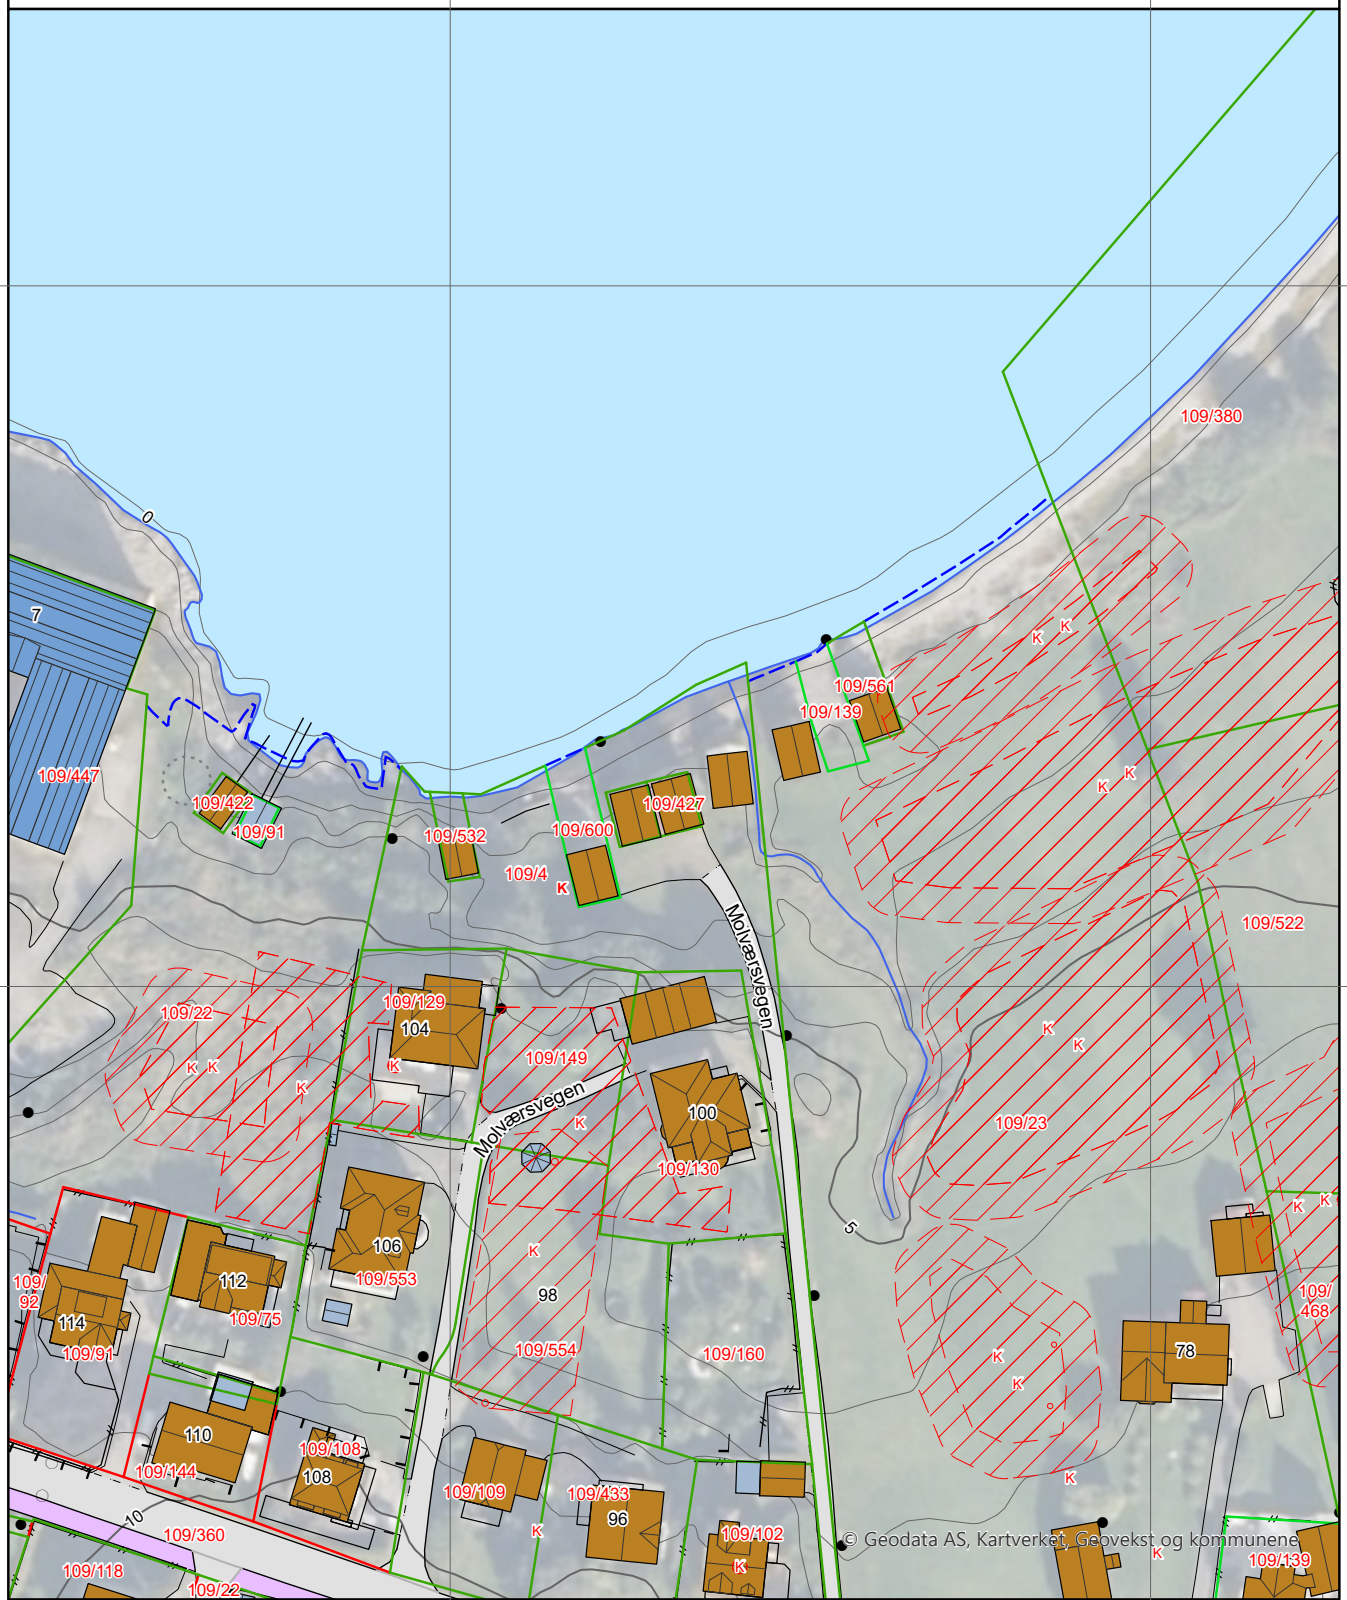 109/380
0
7
K
K
109/561
109/139
109/447
K
K
109/422
109/427
109/91
109/600
109/532
109/4
K
109/522
Molværsvegen
109/129
109/22
104
K
K
109/149
K
K
K
K
Molværsvegen
100
K
109/23
109/130
K
K
5
106
K
109/553
112
109/
92
98
109/
468
109/75
114
109/91
109/554
109/160
78
K
K
110
109/108
109/144
108
K
109/109
109/433
96
10
109/360
K
109/102
© Geodata AS, Kartverket, Geovekst og kommunene
K
109/139
K
109/118
109/22